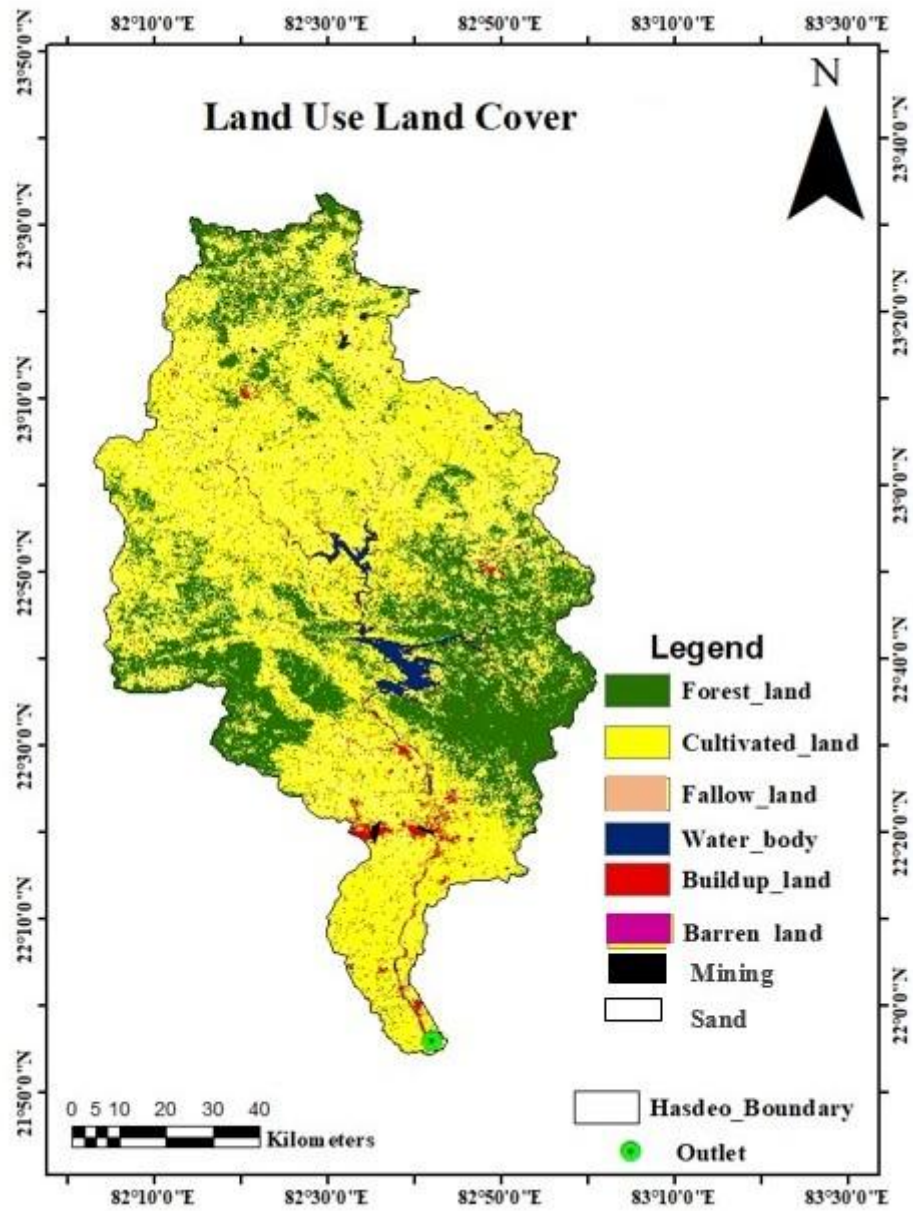 82°10'0"E 82°30'0"E 82°50'0"E 83°10'0"E 83°30'0"E
N
Land Use Land Cover
23°50'0"N
23°30'0"N
23°10'0"N
22°50'0"N
22°30'0"N
22°10'0"N
21°50'0"N
23°40'0"N
23°20'0"N
23°0'0"N
22°40'0"N
22°20'0"N
22°0'0"N
Legend
Forest_land
Cultivated_land
Fallow_land
Water_body
Buildup_land
Barren_land
Mining
Sand
Hasdeo_Boundary
Outlet
0 5 10 20 30 40
Kilometers
82°10'0"E 82°30'0"E 82°50'0"E 83°10'0"E 83°30'0"E